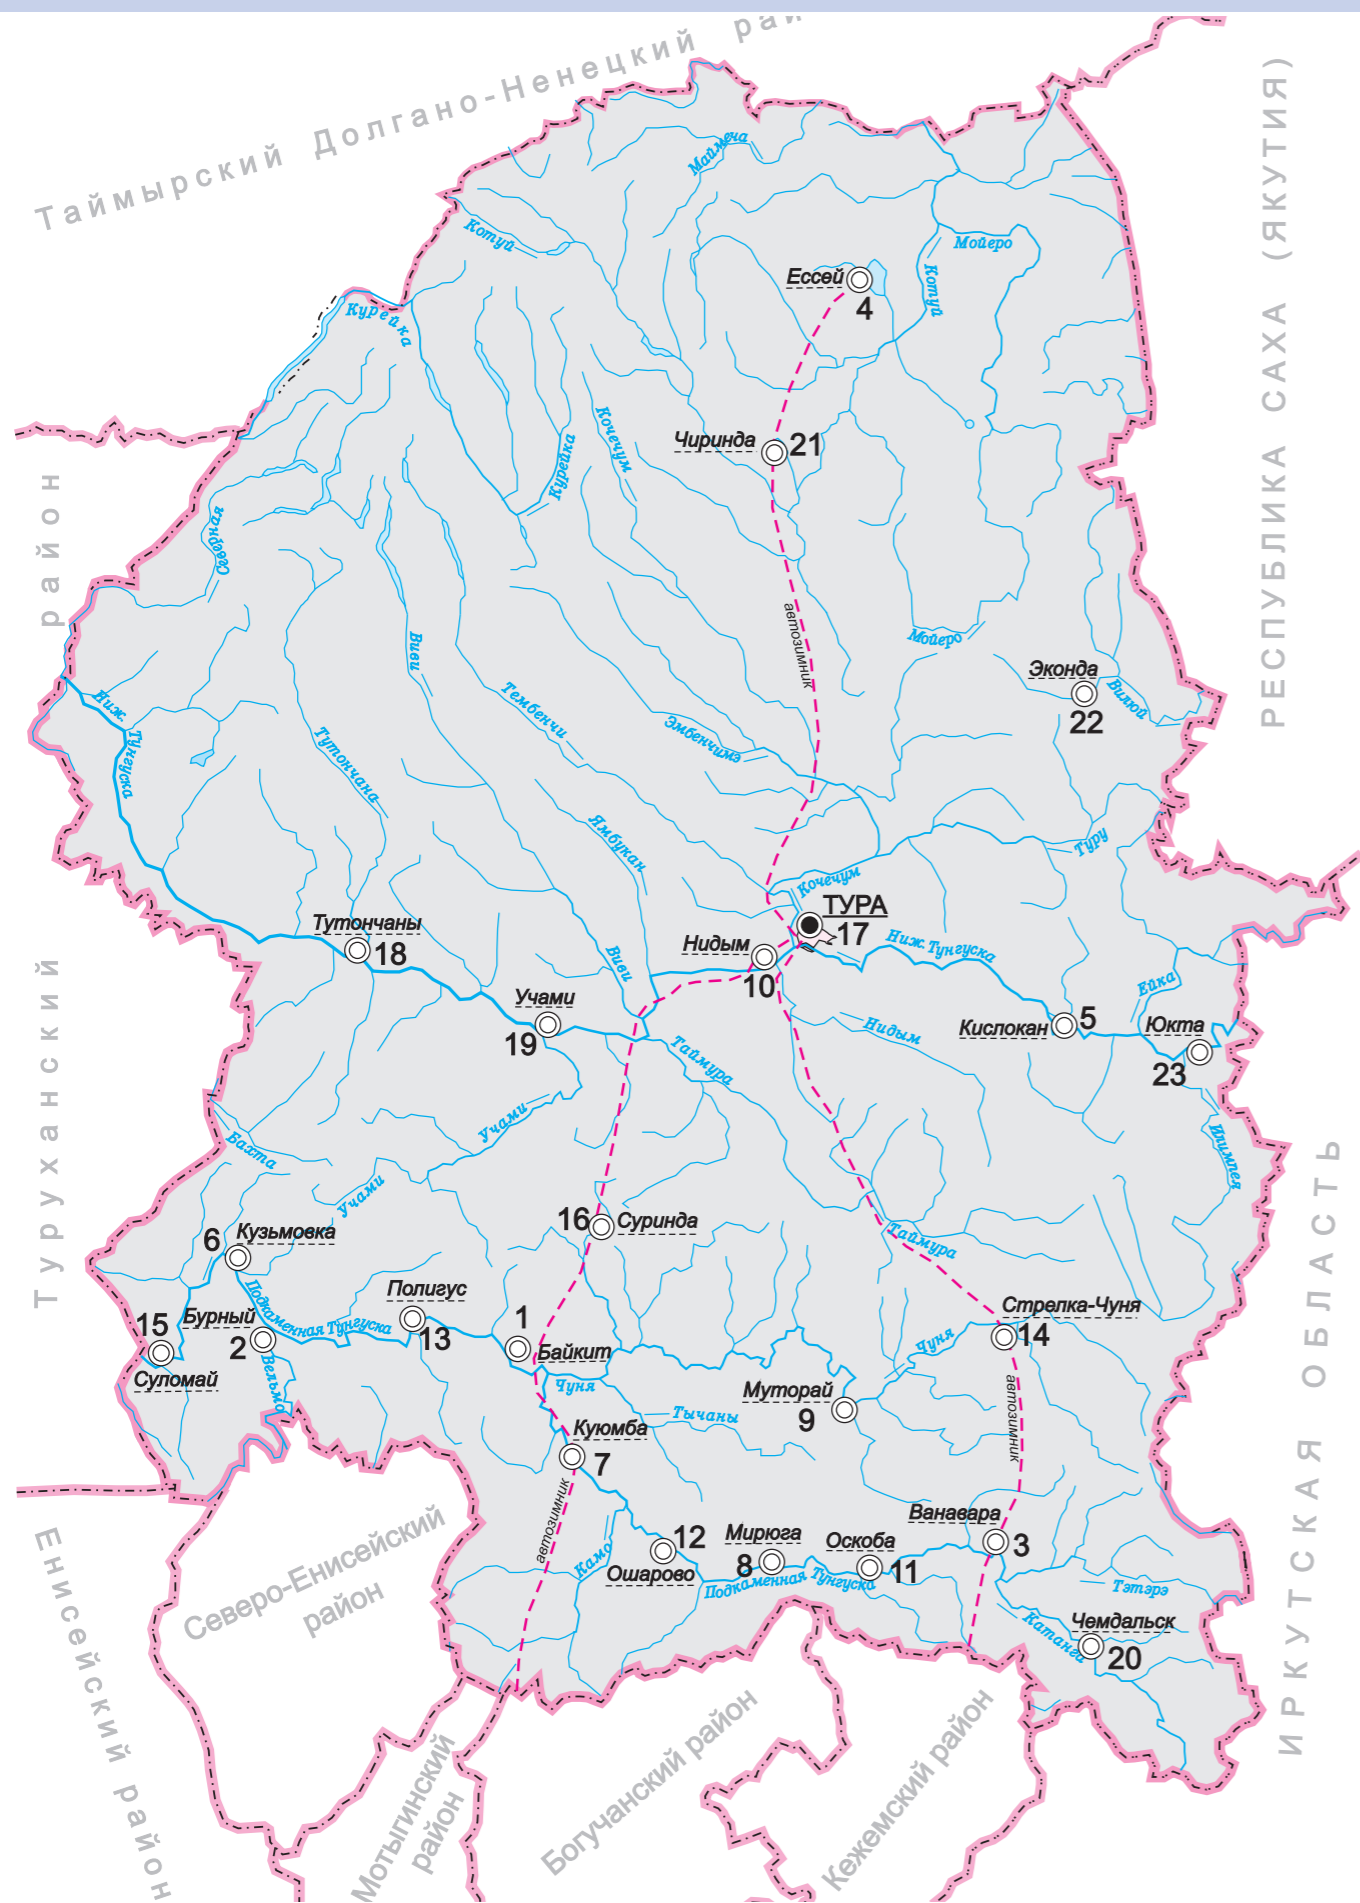 Таймырский Долгано-Ненецкий рай
РЕСПУБЛИКА САХА (ЯКУТИЯ)
Маймеча
Котуй
Мойеро
Котуй
Ессей
4
Курейка
Чиринда
21
Кочечум
Курейка
Северная
район
автозимник
Мойеро
Виви
Эконда
22
Вилюй
Ниж.
Тунгуска
Тембенчи
Эмбенчимэ
Тутончана
Ямбукан
Туру
Кочечум
ТУРА
17
Тутончаны
18
Нидым
10
Ниж. Тунгуска
Виви
Ейка
Учами
19
Кислокан
5
Юкта
23
Нидым
Таймура
Туруханский
Учами
Бахта
Илимпея
Учами
16
Суринда
6
Кузьмовка
Таймура
ИРКУТСКАЯ ОБЛАСТЬ
Подкаменная Тунгуска
Полигус
13
Стрелка-Чуня
14
15
Суломай
Бурный
2
Вельмо
1
Байкит
Чуня
Чуня
Муторай
9
Тычаны
автозимник
Куюмба
7
автозимник
Ванавара
3
Енисейский район
Северо-Енисейский
район
Камо
12
Ошарово
Мирюга
8
Оскоба
11
Подкаменная Тунгуска
Тэтэрэ
Катанга
Чемдальск
20
Мотыгинский
район
Богучанский район
Кежемский район